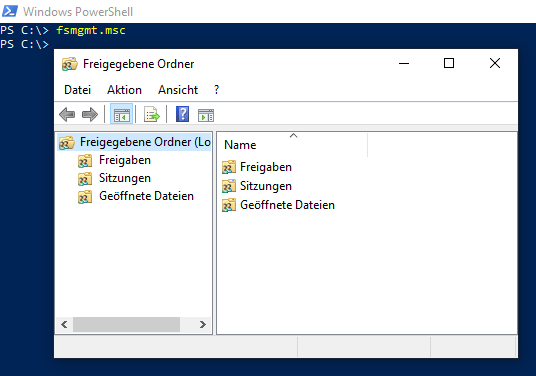 Windows PowerShell
PS C:\> fsmgmt.msc
PS C:\>
Freigegebene Ordner
Datei Aktion Ansicht ?
Freigegebene Ordner (Lo
Freigaben
Sitzungen
Geöffnete Dateien
Name
Freigaben
Sitzungen
Geöffnete Dateien